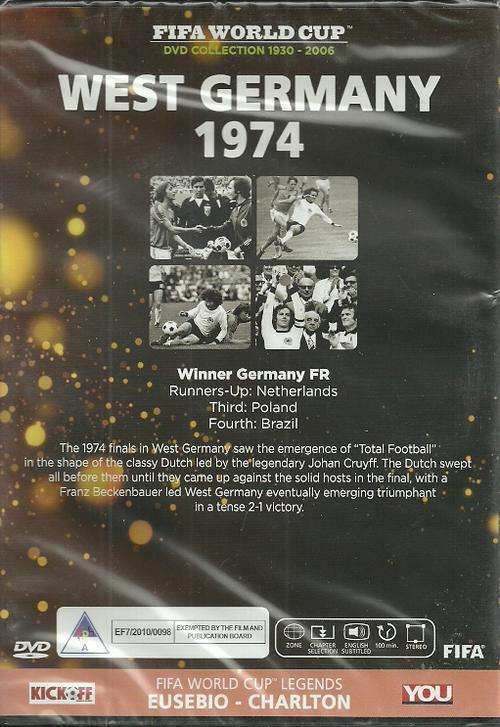 FIFA WORLD CUP™
DVD COLLECTION 1930 - 2006
WEST GERMANY
1974
Winner Germany FR
Runners-Up: Netherlands
Third: Poland
Fourth: Brazil
The 1974 finals in West Germany saw the emergence of "Total Football"
in the shape of the classy Dutch led by the legendary Johan Cruyff. The Dutch swept
all before them until they came up against the solid hosts in the final, with a
Franz Beckenbauer led West Germany eventually emerging triumphant
in a tense 2-1 victory.
DVD
A
EF7/2010/0098
EXEMPTED BY THE FILM AND
PUBLICATION BOARD
ZONE
CHAPTER
SELECTION
ENGLISH
SUBTITLED
100 min.
STEREO
FIFA
KICKOFF
FIFA WORLD CUP™ LEGENDS
EUSEBIO - CHARLTON
YOU